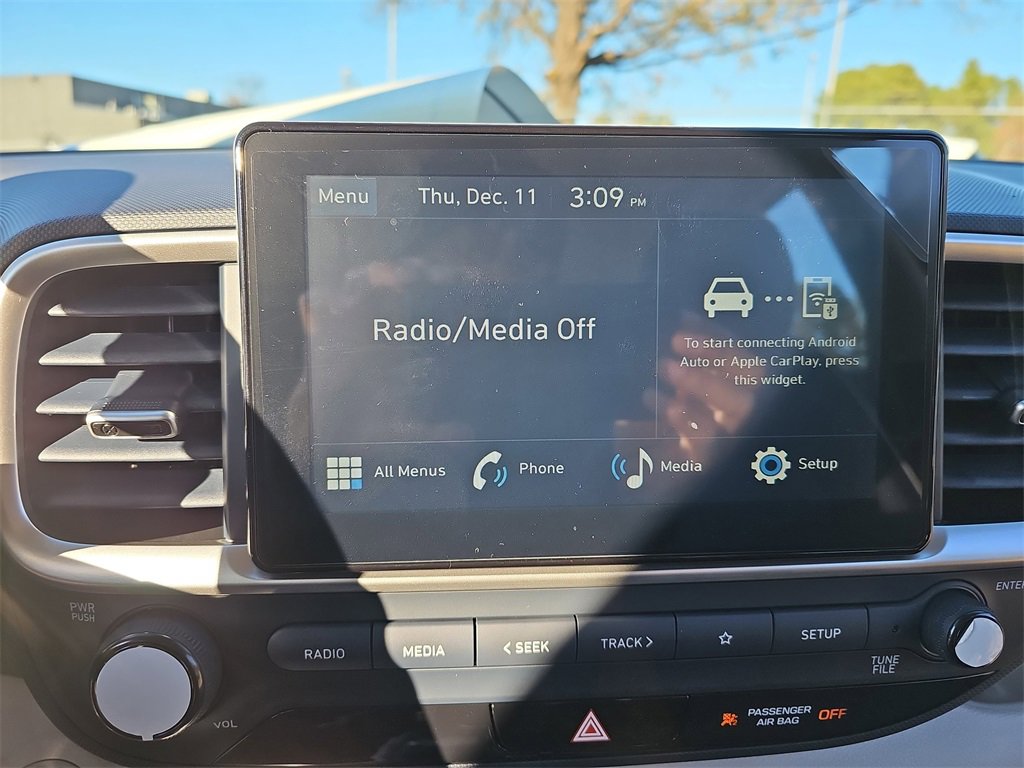 Menu Thu, Dec. 11 3:09 PM
Radio/Media Off
To start connecting Android
Auto or Apple CarPlay, press
this widget.
All Menus Phone Media Setup
PWR
PUSH
VOL
RADIO MEDIA < SEEK TRACK > ☆ SETUP
TUNE
FILE
PASSENGER
AIR BAG OFF